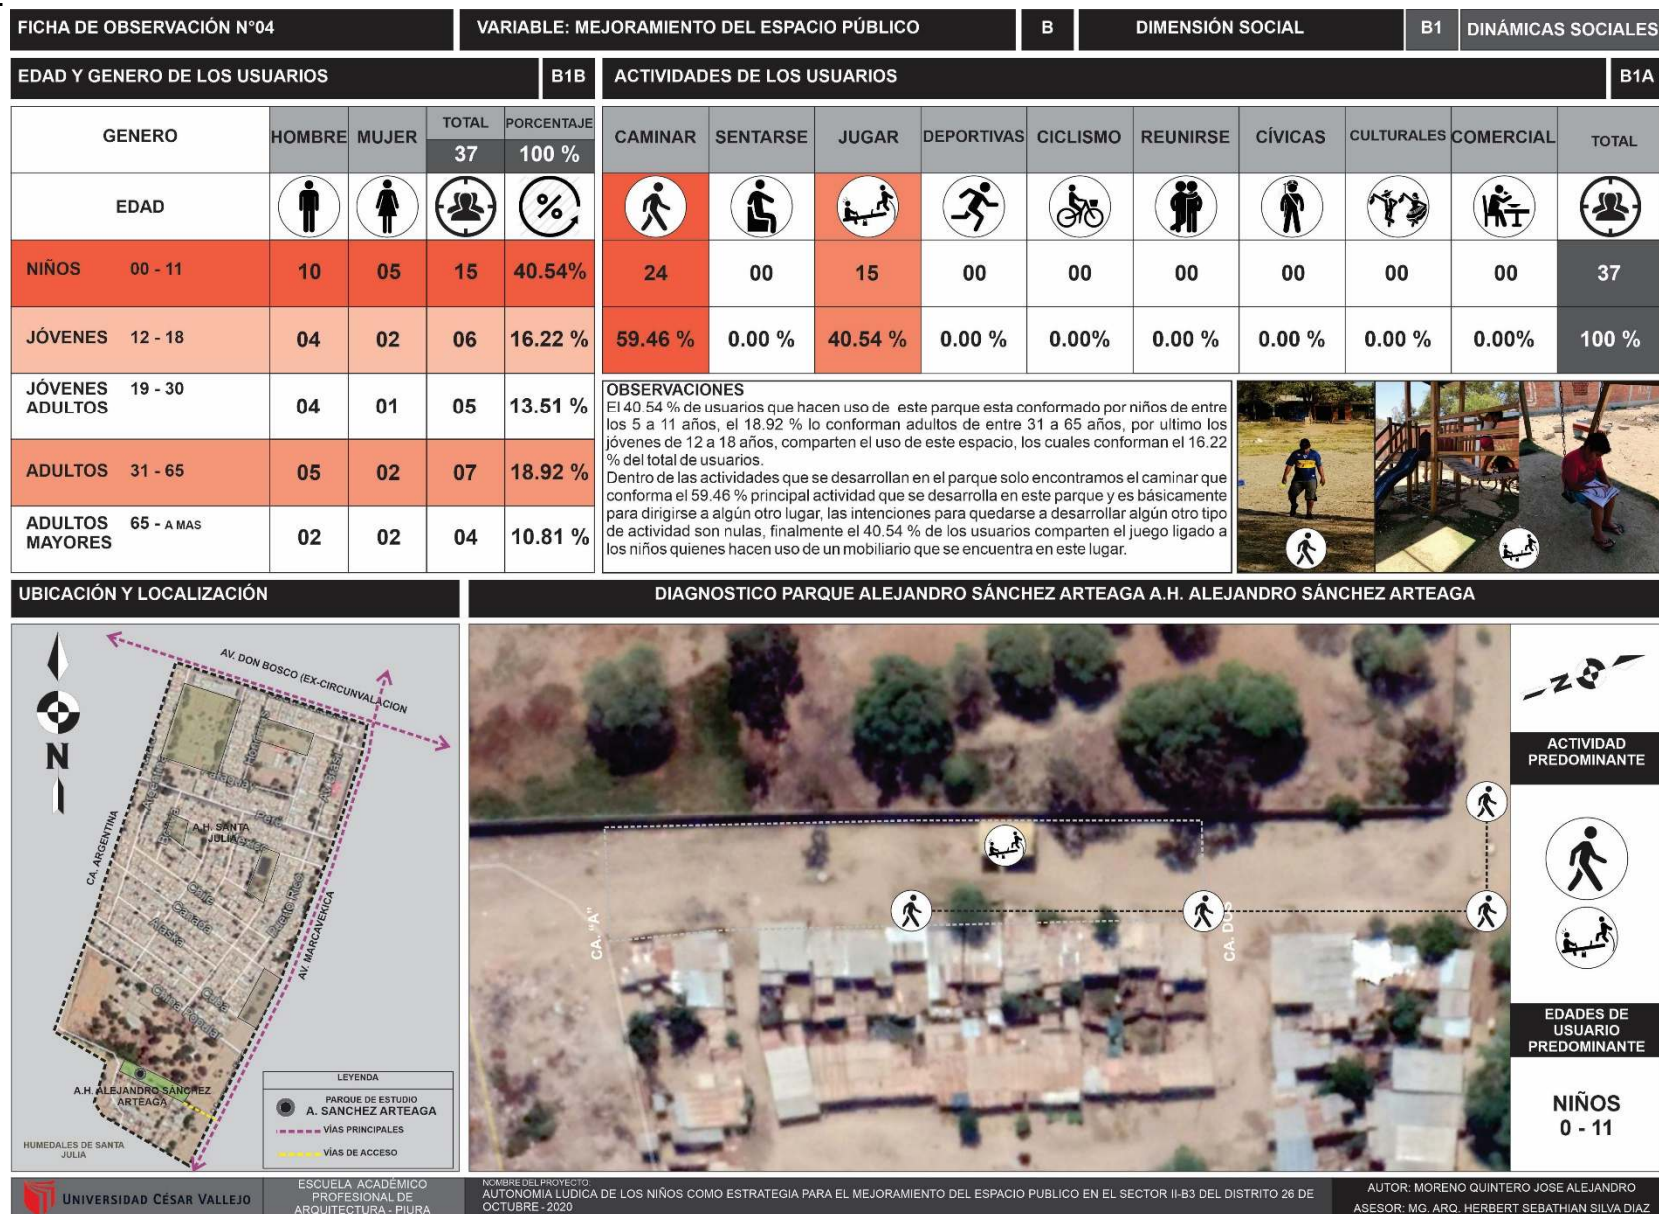 FICHA DE OBSERVACIÓN N°04
VARIABLE: MEJORAMIENTO DEL ESPACIO PÚBLICO
B
DIMENSIÓN SOCIAL
B1
DINÁMICAS SOCIALES
EDAD Y GENERO DE LOS USUARIOS
B1B
ACTIVIDADES DE LOS USUARIOS
B1A
GENERO HOMBRE MUJER TOTAL PORCENTAJE
37 100 %
EDAD %
NIÑOS 00 - 11 10 05 15 40.54%
JÓVENES 12 - 18 04 02 06 16.22 %
JÓVENES 19 - 30
ADULTOS 04 01 05 13.51 %
ADULTOS 31 - 65 05 02 07 18.92 %
ADULTOS 65 - A MAS
MAYORES 02 02 04 10.81 %
CAMINAR SENTARSE JUGAR DEPORTIVAS CICLISMO REUNIRSE CÍVICAS CULTURALES COMERCIAL TOTAL
24 00 15 00 00 00 00 00 00 37
59.46 % 0.00 % 40.54 % 0.00 % 0.00% 0.00 % 0.00 % 0.00 % 0.00% 100 %
OBSERVACIONES
El 40.54 % de usuarios que hacen uso de este parque esta conformado por niños de entre
los 5 a 11 años, el 18.92 % lo conforman adultos de entre 31 a 65 años, por ultimo los
jóvenes de 12 a 18 años, comparten el uso de este espacio, los cuales conforman el 16.22
% del total de usuarios.
Dentro de las actividades que se desarrollan en el parque solo encontramos el caminar que
conforma el 59.46 % principal actividad que se desarrolla en este parque y es básicamente
para dirigirse a algún otro lugar, las intenciones para quedarse a desarrollar algún otro tipo
de actividad son nulas, finalmente el 40.54 % de los usuarios comparten el juego ligado a
los niños quienes hacen uso de un mobiliario que se encuentra en este lugar.
UBICACIÓN Y LOCALIZACIÓN
DIAGNOSTICO PARQUE ALEJANDRO SÁNCHEZ ARTEAGA A.H. ALEJANDRO SÁNCHEZ ARTEAGA
N
AV. DON BOSCO (EX-CIRCUNVALACION
CA. ARGENTINA
AV. MARCAVEKICA
Argentina
Paraguay
Av Brasil
Perú
A.H. SANTA
JULIA
Chile
Canadá
Alaska
Puerto Rico
Cuba
China Popular
A.H. ALEJANDRO SANCHEZ
ARTEAGA
HUMEDALES DE SANTA
JULIA
LEYENDA
PARQUE DE ESTUDIO
A. SANCHEZ ARTEAGA
VÍAS PRINCIPALES
VÍAS DE ACCESO
CA. "A"
CA. DOS
N
ACTIVIDAD
PREDOMINANTE
EDADES DE
USUARIO
PREDOMINANTE
NIÑOS
0 - 11
UNIVERSIDAD CÉSAR VALLEJO
ESCUELA ACADÉMICO
PROFESIONAL DE
ARQUITECTURA - PIURA
NOMBRE DEL PROYECTO:
AUTONOMIA LUDICA DE LOS NIÑOS COMO ESTRATEGIA PARA EL MEJORAMIENTO DEL ESPACIO PUBLICO EN EL SECTOR II-B3 DEL DISTRITO 26 DE
OCTUBRE - 2020
AUTOR: MORENO QUINTERO JOSE ALEJANDRO
ASESOR: MG. ARQ. HERBERT SEBATHIAN SILVA DIAZ